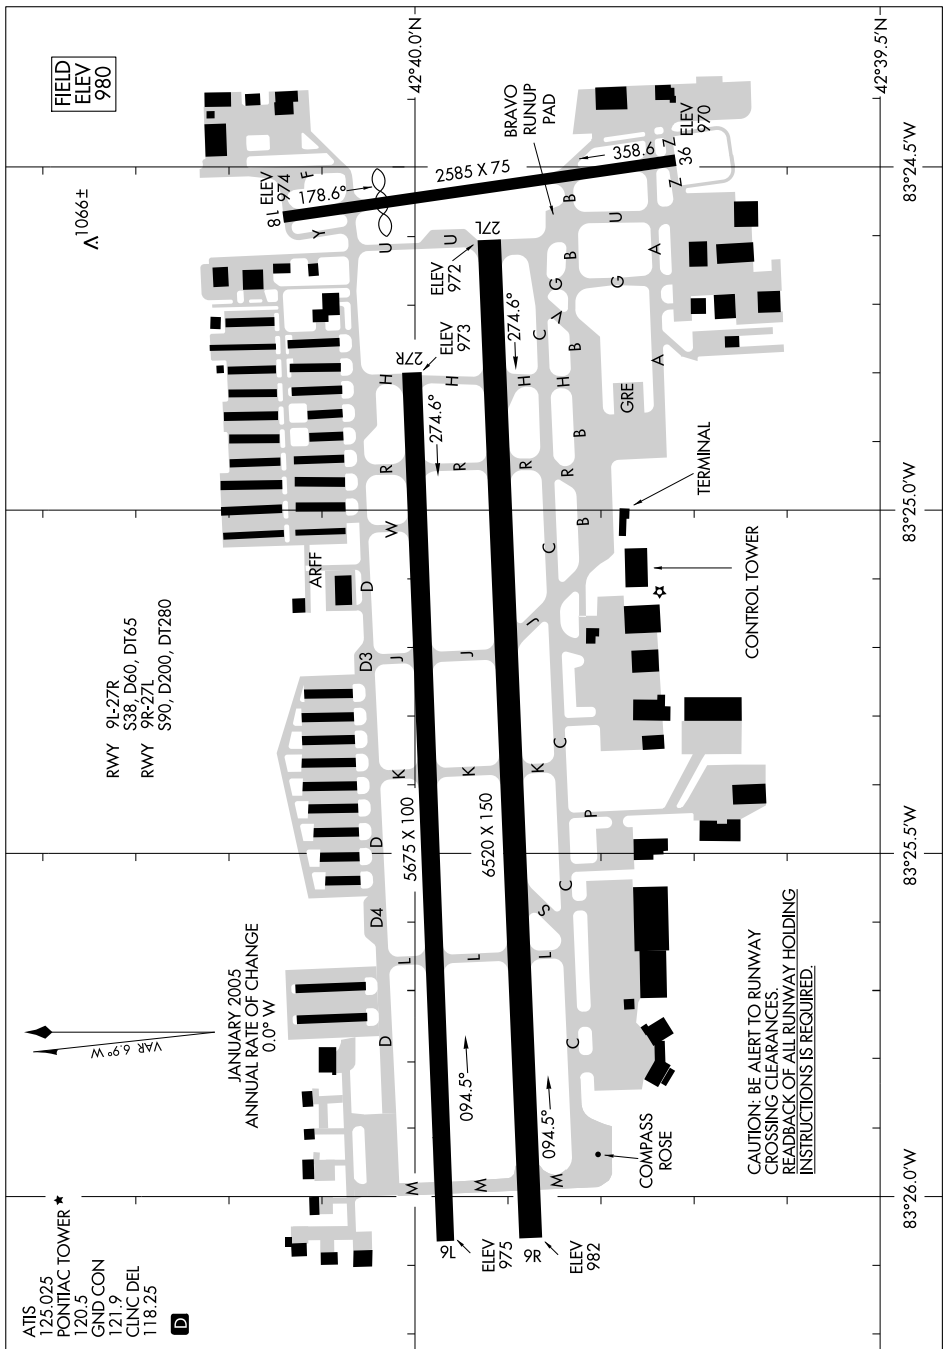 ATIS
125.025
PONTIAC TOWER ★
120.5
GND CON
121.9
CLNC DEL
118.25
D
JANUARY 2005
ANNUAL RATE OF CHANGE
0.0° W
VAR 6.9° W
RWY 9L-27R
S38, D60, DT65
RWY 9R-27L
S90, D200, DT280
1066±
FIELD
ELEV
980
42°40.0'N
42°39.5'N
83°24.5'W
83°25.0'W
83°25.5'W
83°26.0'W
18
ELEV
974
178.6°
F
Y
2585 X 75
358.6
36
ELEV
970
Z
Z
BRAVO
RUNUP
PAD
U
U
U
B
B
B
B
B
G
G
A
A
V
27L
ELEV
972
274.6°
27R
ELEV
973
274.6°
H
H
H
H
R
R
R
R
W
C
C
C
C
C
GRE
TERMINAL
CONTROL TOWER
ARFF
D
D3
J
J
J
K
K
K
P
D
D4
5675 X 100
6520 X 150
L
L
L
S
D
094.5°
094.5°
M
M
M
9L
ELEV
975
9R
ELEV
982
COMPASS
ROSE
CAUTION: BE ALERT TO RUNWAY
CROSSING CLEARANCES.
READBACK OF ALL RUNWAY HOLDING
INSTRUCTIONS IS REQUIRED.